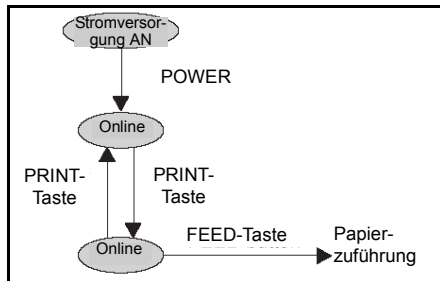 Stromversor-
gung AN
POWER
Online
PRINT-
Taste
PRINT-
Taste
Online
FEED-Taste
Papier-
zuführung